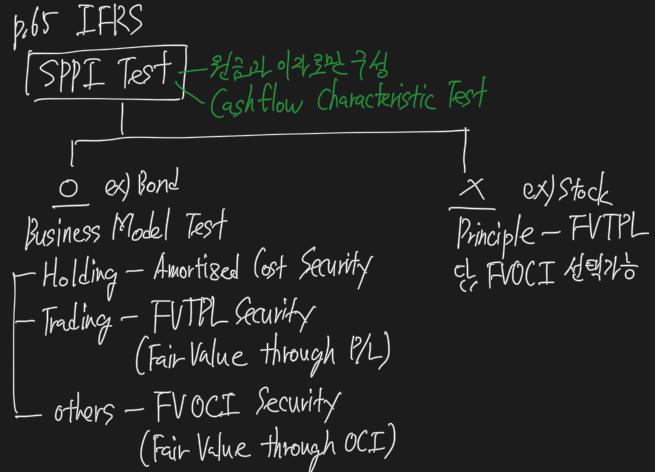 p.65 IFRS
SPPI Test
원금과 이자로만 구성
Cashflow Characteristic Test
O ex) Bond
Business Model Test
Holding - Amortized Cost Security
Trading - FVTPL Security
(Fair Value through P/L)
others - FVOCI Security
(Fair Value through OCI)
X ex) Stock
Principle - FVTPL
단, FVOCI 선택가능